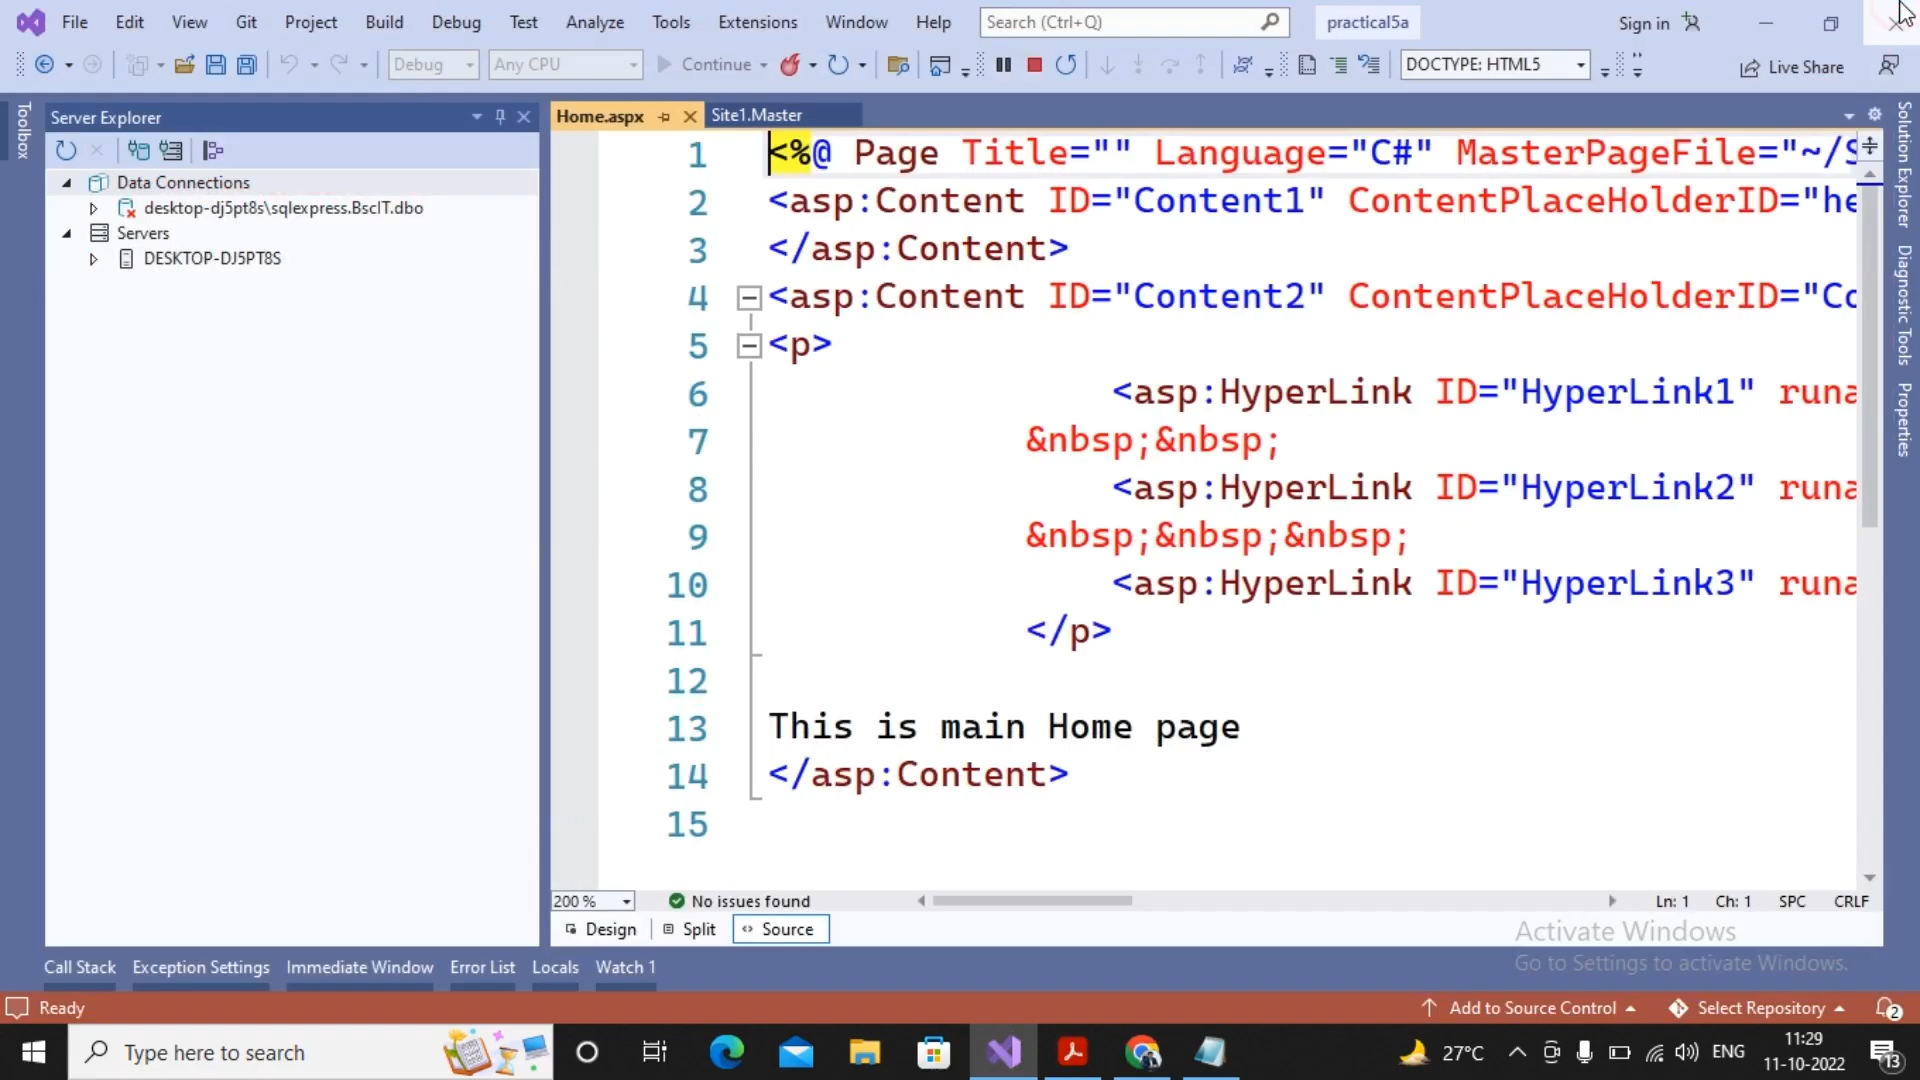 File Edit View Git Project Build Debug Test Analyze Tools Extensions Window Help Search (Ctrl+Q) practical5a Sign in
Debug Any CPU Continue DOCTYPE: HTML5 Live Share
Toolbox
Server Explorer
Data Connections
desktop-dj5pt8s\sqlexpress.BscIT.dbo
Servers
DESKTOP-DJ5PT8S
Home.aspx Site1.Master
1 <%@ Page Title="" Language="C#" MasterPageFile="~/S
2 <asp:Content ID="Content1" ContentPlaceHolderID="he
3 </asp:Content>
4 <asp:Content ID="Content2" ContentPlaceHolderID="Co
5 <p>
6 <asp:HyperLink ID="HyperLink1" runa
7 &nbsp;&nbsp;
8 <asp:HyperLink ID="HyperLink2" runa
9 &nbsp;&nbsp;&nbsp;
10 <asp:HyperLink ID="HyperLink3" runa
11 </p>
12
13 This is main Home page
14 </asp:Content>
15
Solution Explorer
Diagnostic Tools
Properties
200 % No issues found Ln: 1 Ch: 1 SPC CRLF
Design Split Source
Activate Windows
Go to Settings to activate Windows.
Call Stack Exception Settings Immediate Window Error List Locals Watch 1
Ready Add to Source Control Select Repository 2
Type here to search 27°C ENG 11:29
11-10-2022 13